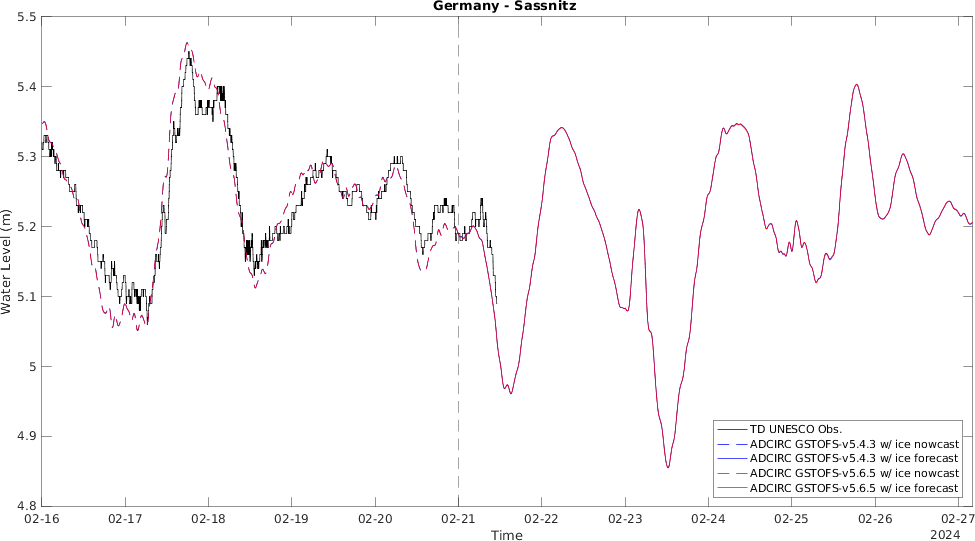 Germany - Sassnitz
5.5
5.4
5.3
5.2
5.1
5
4.9
4.8
Water Level (m)
02-16
02-17
02-18
02-19
02-20
02-21
02-22
02-23
02-24
02-25
02-26
02-27
Time
2024
TD UNESCO Obs.
ADCIRC GSTOFS-v5.4.3 w/ ice nowcast
ADCIRC GSTOFS-v5.4.3 w/ ice forecast
ADCIRC GSTOFS-v5.6.5 w/ ice nowcast
ADCIRC GSTOFS-v5.6.5 w/ ice forecast